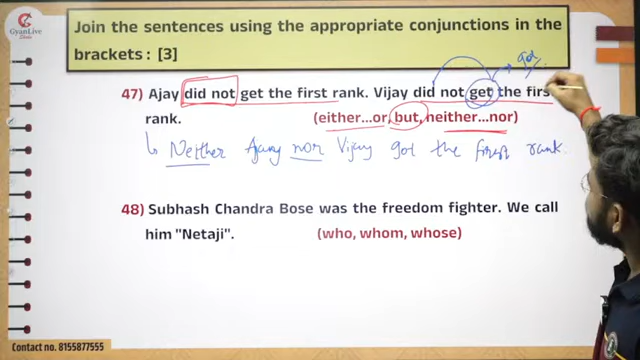 GyanLive
Join the sentences using the appropriate conjunctions in the
brackets : [3]
got
47) Ajay did not get the first rank. Vijay did not get the firs
rank. (either...or, but, neither...nor)
Neither Ajay nor Vijay got the first rank.
48) Subhash Chandra Bose was the freedom fighter. We call
him "Netaji". (who, whom, whose)
Contact no. 8155877555